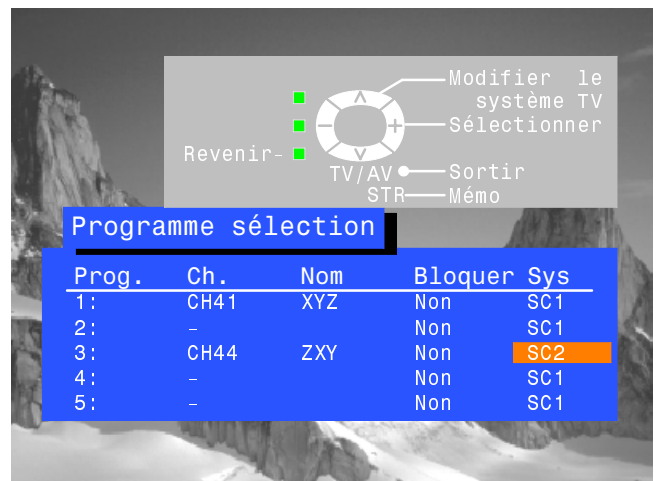 Modifier le
système TV
Sélectionner
Revenir-
TV/AV Sortir
STR Mémo
Programme sélection
Prog. Ch. Nom Bloquer Sys
1: CH41 XYZ Non SC1
2: – Non SC1
3: CH44 ZXY Non SC2
4: – Non SC1
5: – Non SC1